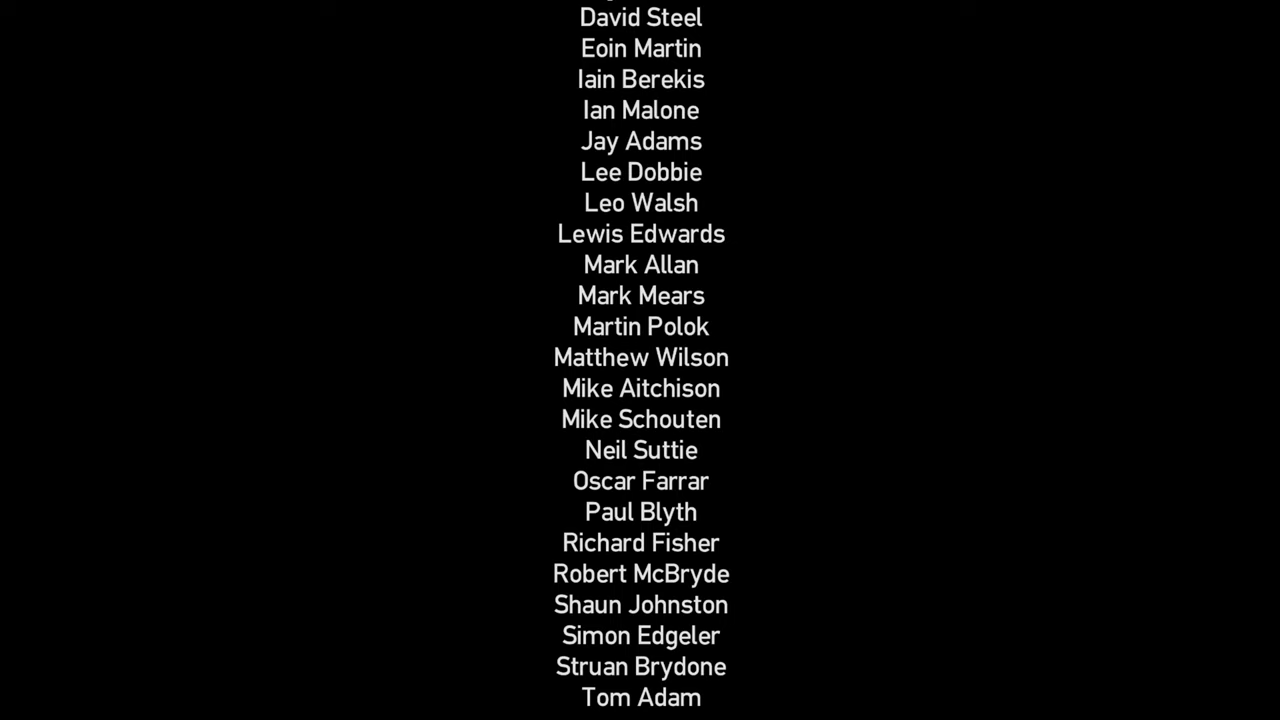 David Steel
Eoin Martin
Iain Berekis
Ian Malone
Jay Adams
Lee Dobbie
Leo Walsh
Lewis Edwards
Mark Allan
Mark Mears
Martin Polok
Matthew Wilson
Mike Aitchison
Mike Schouten
Neil Suttie
Oscar Farrar
Paul Blyth
Richard Fisher
Robert McBryde
Shaun Johnston
Simon Edgeler
Struan Brydone
Tom Adam